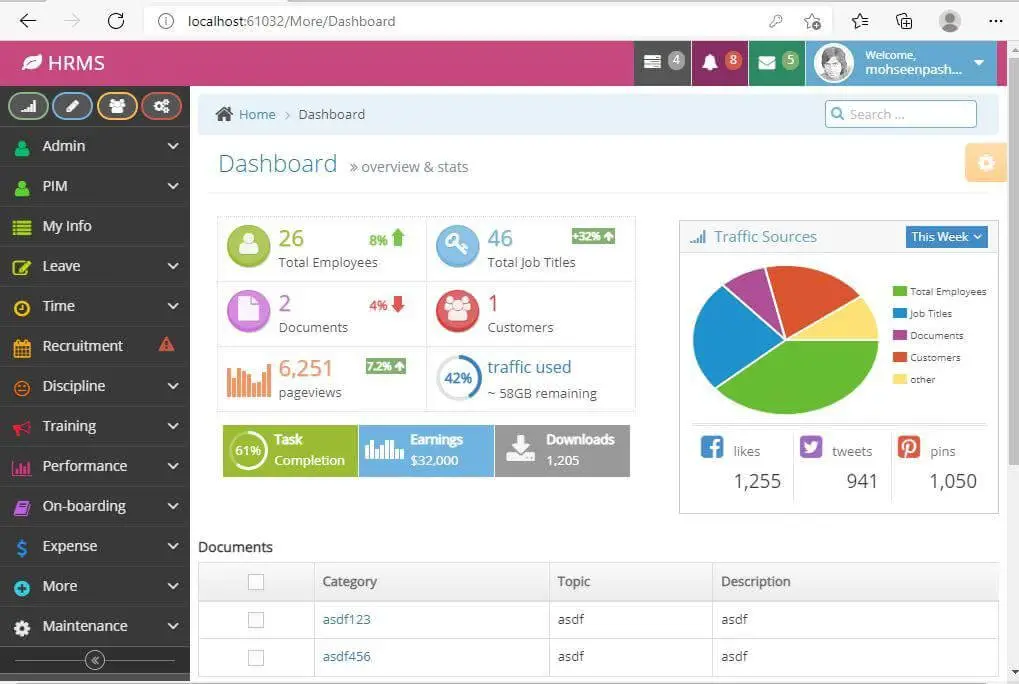 localhost:61032/More/Dashboard
HRMS
4
8
5
Welcome,
mohseenpash...
Admin
PIM
My Info
Leave
Time
Recruitment
Discipline
Training
Performance
On-boarding
Expense
More
Maintenance
Home > Dashboard
Search ...
Dashboard » overview & stats
26 8%
Total Employees
46 +32%
Total Job Titles
2 4%
Documents
1
Customers
6,251 7.2%
pageviews
42% traffic used
~ 58GB remaining
61% Task
Completion
Earnings
$32,000
Downloads
1,205
Traffic Sources This Week
Total Employees
Job Titles
Documents
Customers
other
likes
1,255
tweets
941
pins
1,050
Documents
Category Topic Description
asdf123 asdf asdf
asdf456 asdf asdf